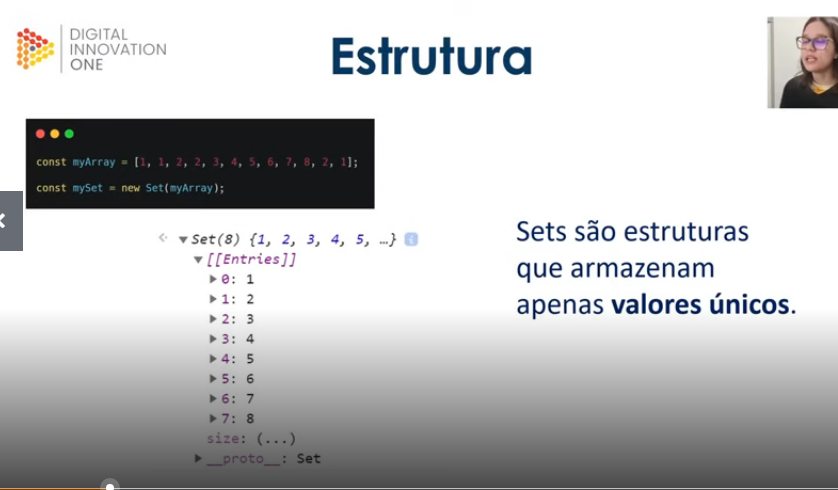 DIGITAL
INNOVATION
ONE
Estrutura
const myArray = [1, 1, 2, 2, 3, 4, 5, 6, 7, 8, 2, 1];
const mySet = new Set(myArray);
Set(8) {1, 2, 3, 4, 5, …}
[[Entries]]
0: 1
1: 2
2: 3
3: 4
4: 5
5: 6
6: 7
7: 8
size: (...)
__proto__: Set
Sets são estruturas
que armazenam
apenas valores únicos.